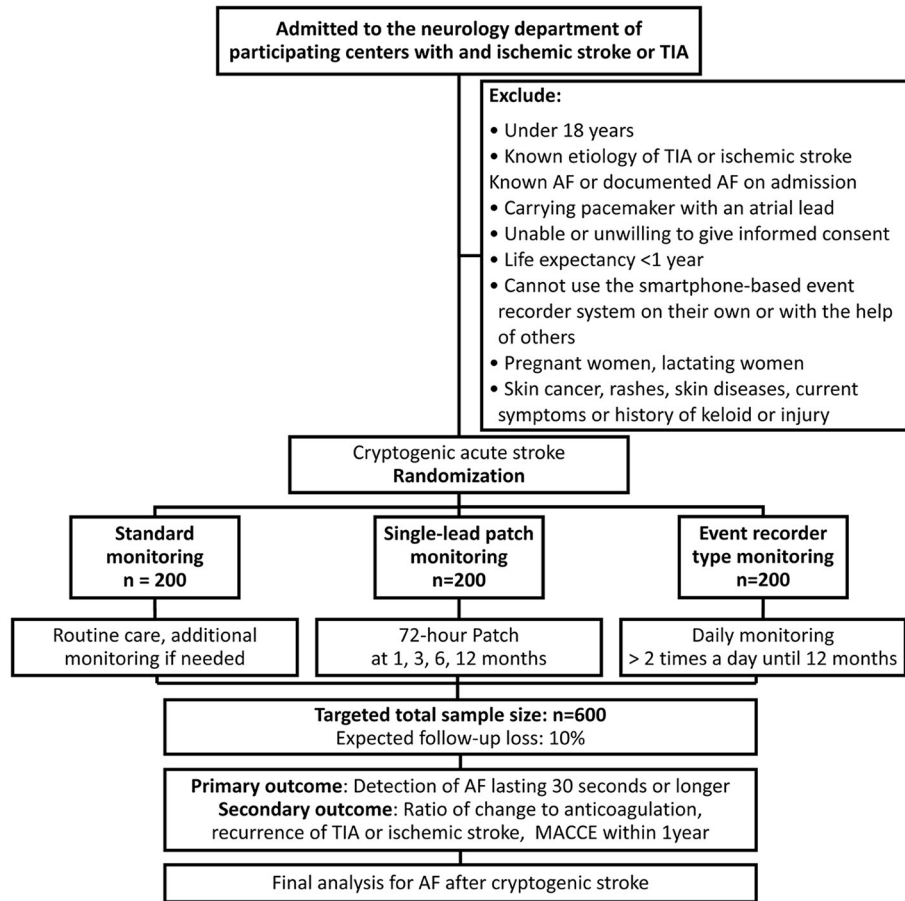 Admitted to the neurology department of
participating centers with and ischemic stroke or TIA
Exclude:
• Under 18 years
• Known etiology of TIA or ischemic stroke
Known AF or documented AF on admission
• Carrying pacemaker with an atrial lead
• Unable or unwilling to give informed consent
• Life expectancy <1 year
• Cannot use the smartphone-based event
recorder system on their own or with the help
of others
• Pregnant women, lactating women
• Skin cancer, rashes, skin diseases, current
symptoms or history of keloid or injury
Cryptogenic acute stroke
Randomization
Standard
monitoring
n = 200
Single-lead patch
monitoring
n=200
Event recorder
type monitoring
n=200
Routine care, additional
monitoring if needed
72-hour Patch
at 1, 3, 6, 12 months
Daily monitoring
> 2 times a day until 12 months
Targeted total sample size: n=600
Expected follow-up loss: 10%
Primary outcome: Detection of AF lasting 30 seconds or longer
Secondary outcome: Ratio of change to anticoagulation,
recurrence of TIA or ischemic stroke, MACCE within 1year
Final analysis for AF after cryptogenic stroke